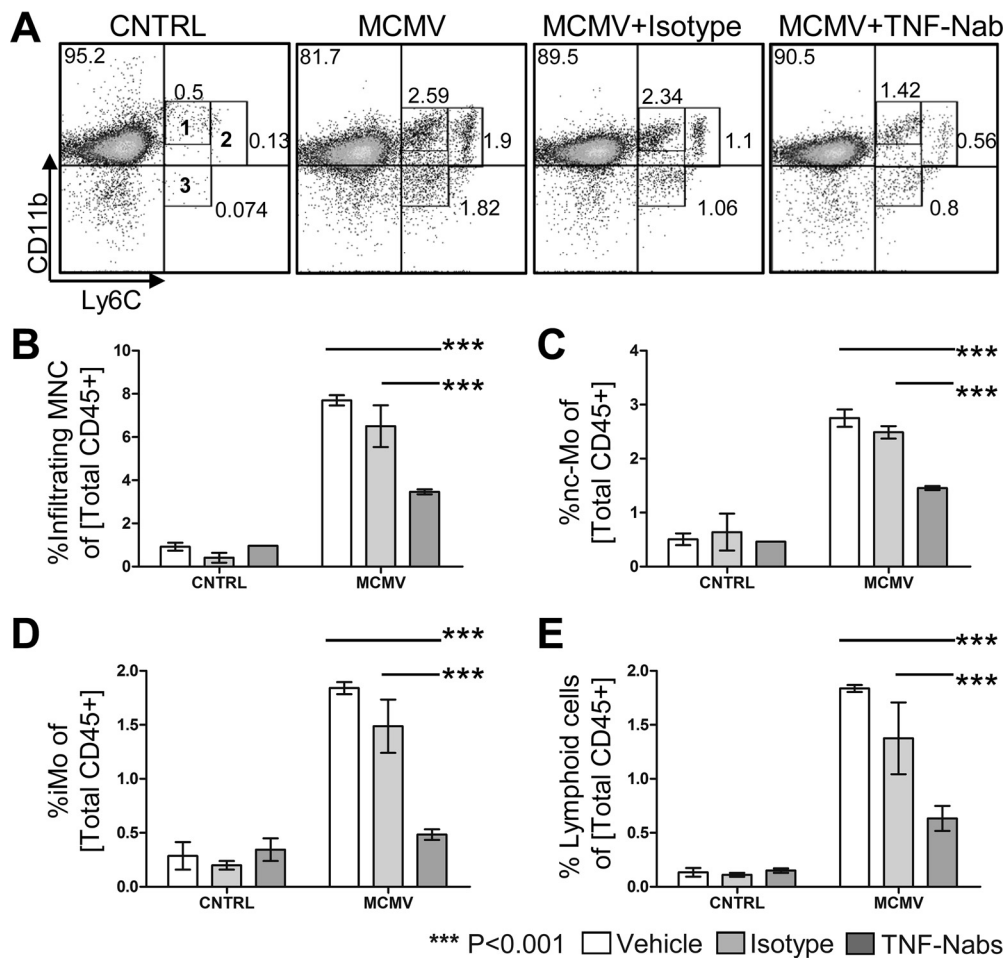 A
CNTRL
MCMV
MCMV+Isotype
MCMV+TNF-Nab
95.2
0.5
1
2
0.13
3
0.074
81.7
2.59
1.9
1.82
89.5
2.34
1.1
1.06
90.5
1.42
0.56
0.8
CD11b
Ly6C
B
%Infiltrating MNC
of [Total CD45+]
10
8
6
4
2
0
***
***
CNTRL
MCMV
C
%nc-Mo of
[Total CD45+]
4
3
2
1
0
***
***
CNTRL
MCMV
D
%iMo of
[Total CD45+]
2.0
1.5
1.0
0.5
0.0
***
***
CNTRL
MCMV
E
% Lymphoid cells
of [Total CD45+]
2.0
1.5
1.0
0.5
0.0
***
***
CNTRL
MCMV
*** P<0.001 Vehicle Isotype TNF-Nabs